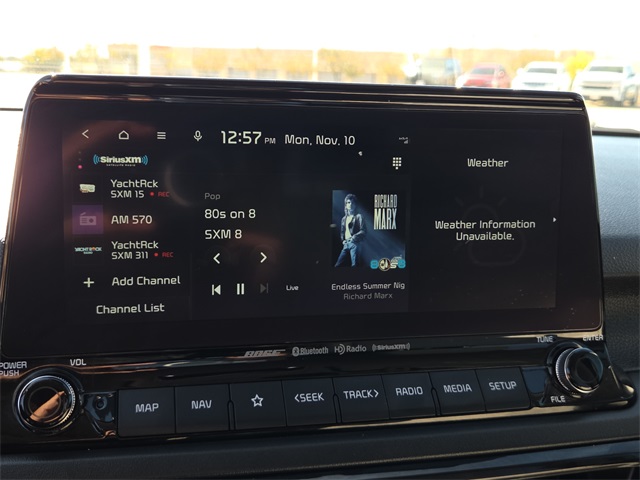 12:57 PM Mon, Nov. 10
SiriusXM
SATELLITE RADIO
YachtRck
SXM 15 REC
AM 570
YachtRck
SXM 311 REC
+ Add Channel
Channel List
Pop
80s on 8
SXM 8
Live
RICHARD
MARX
Endless Summer Nig
Richard Marx
Weather
Weather Information
Unavailable.
BOSE Bluetooth HD Radio SiriusXM
POWER
PUSH
VOL
MAP
NAV
<SEEK
TRACK>
RADIO
MEDIA
SETUP
TUNE
ENTER
FILE